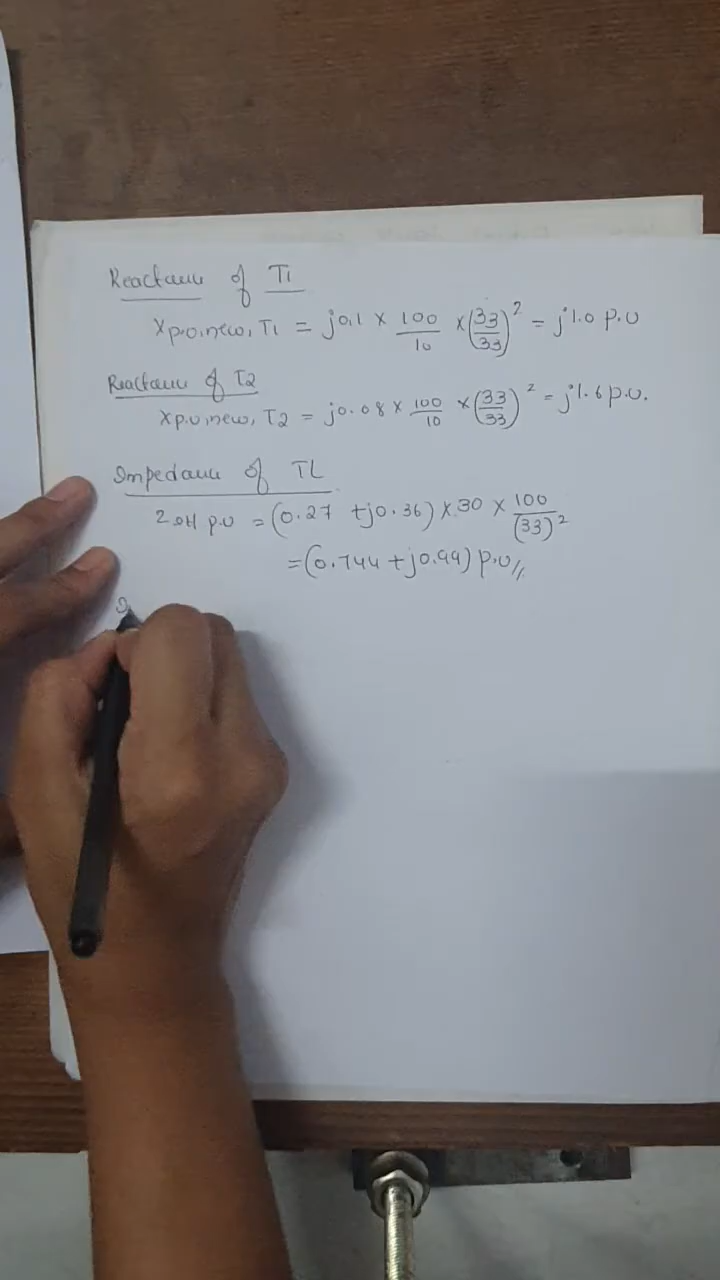 Reactance of T1
Xp.u,new, T1 = j0.1 × 100/10 × (33/33)² = j1.0 p.u
Reactance of T2
Xp.u,new, T2 = j0.08 × 100/10 × (33/33)² = j1.6 p.u.
Impedance of TL
ZOH p.u = (0.27 + j0.36) × 30 × 100/(33)²
= (0.744 + j0.99) p.u//